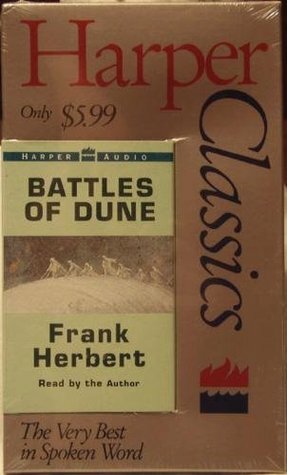 Harper
Classics
Only $5.99
HARPER AUDIO
BATTLES
OF DUNE
Frank
Herbert
Read by the Author
The Very Best
in Spoken Word